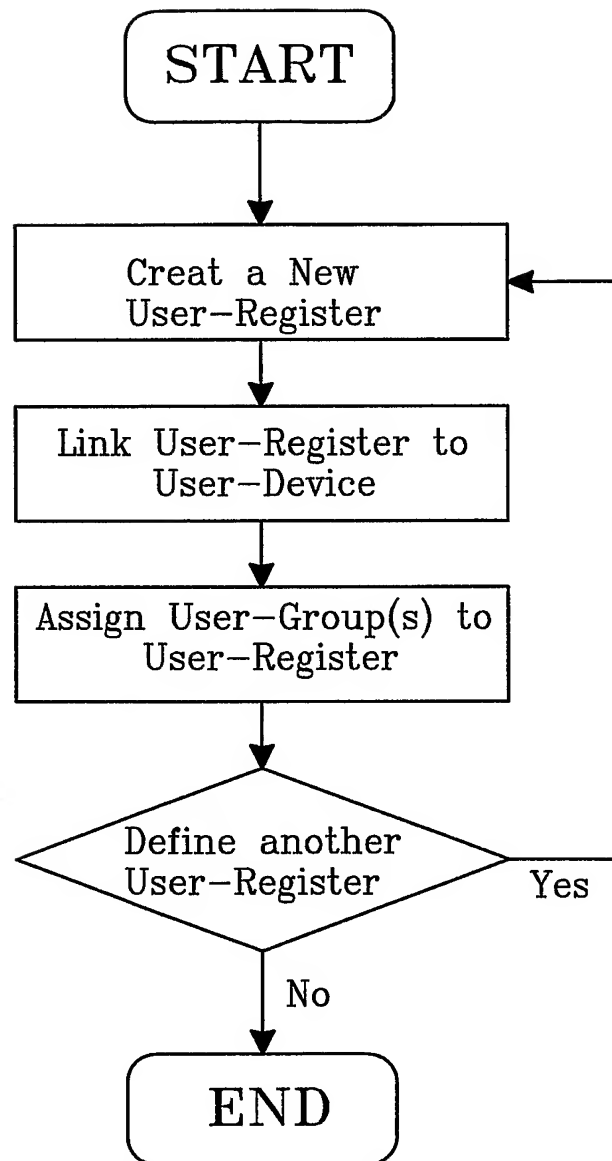 START
Creat a New
User-Register
Link User-Register to
User-Device
Assign User-Group(s) to
User-Register
Define another
User-Register
Yes
No
END